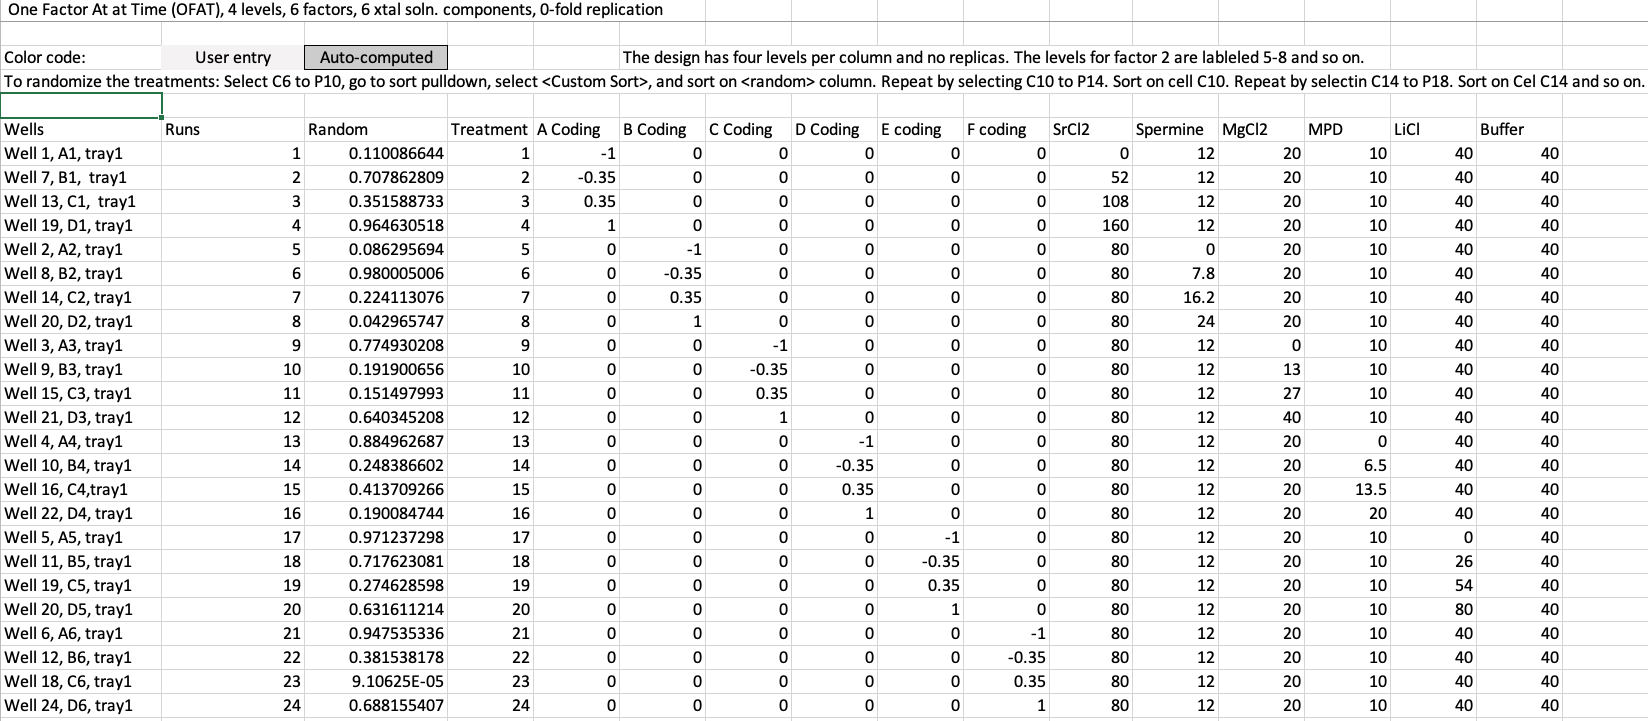 One Factor At at Time (OFAT), 4 levels, 6 factors, 6 xtal soln. components, 0-fold replication
Color code: User entry Auto-computed The design has four levels per column and no replicas. The levels for factor 2 are lableled 5-8 and so on.
To randomize the treatments: Select C6 to P10, go to sort pulldown, select <Custom Sort>, and sort on <random> column. Repeat by selecting C10 to P14. Sort on cell C10. Repeat by selectin C14 to P18. Sort on Cel C14 and so on.
Wells Runs Random Treatment A Coding B Coding C Coding D Coding E coding F coding SrCl2 Spermine MgCl2 MPD LiCl Buffer
Well 1, A1, tray1 1 0.110086644 1 -1 0 0 0 0 0 0 12 20 10 40 40
Well 7, B1, tray1 2 0.707862809 2 -0.35 0 0 0 0 0 52 12 20 10 40 40
Well 13, C1, tray1 3 0.351588733 3 0.35 0 0 0 0 0 108 12 20 10 40 40
Well 19, D1, tray1 4 0.964630518 4 1 0 0 0 0 0 160 12 20 10 40 40
Well 2, A2, tray1 5 0.086295694 5 0 -1 0 0 0 0 80 0 20 10 40 40
Well 8, B2, tray1 6 0.980005006 6 0 -0.35 0 0 0 0 80 7.8 20 10 40 40
Well 14, C2, tray1 7 0.224113076 7 0 0.35 0 0 0 0 80 16.2 20 10 40 40
Well 20, D2, tray1 8 0.042965747 8 0 1 0 0 0 0 80 24 20 10 40 40
Well 3, A3, tray1 9 0.774930208 9 0 0 -1 0 0 0 80 12 0 10 40 40
Well 9, B3, tray1 10 0.191900656 10 0 0 -0.35 0 0 0 80 12 13 10 40 40
Well 15, C3, tray1 11 0.151497993 11 0 0 0.35 0 0 0 80 12 27 10 40 40
Well 21, D3, tray1 12 0.640345208 12 0 0 1 0 0 0 80 12 40 10 40 40
Well 4, A4, tray1 13 0.884962687 13 0 0 0 -1 0 0 80 12 20 0 40 40
Well 10, B4, tray1 14 0.248386602 14 0 0 0 -0.35 0 0 80 12 20 6.5 40 40
Well 16, C4,tray1 15 0.413709266 15 0 0 0 0.35 0 0 80 12 20 13.5 40 40
Well 22, D4, tray1 16 0.190084744 16 0 0 0 1 0 0 80 12 20 20 40 40
Well 5, A5, tray1 17 0.971237298 17 0 0 0 0 -1 0 80 12 20 10 0 40
Well 11, B5, tray1 18 0.717623081 18 0 0 0 0 -0.35 0 80 12 20 10 26 40
Well 19, C5, tray1 19 0.274628598 19 0 0 0 0 0.35 0 80 12 20 10 54 40
Well 20, D5, tray1 20 0.631611214 20 0 0 0 0 1 0 80 12 20 10 80 40
Well 6, A6, tray1 21 0.947535336 21 0 0 0 0 0 -1 80 12 20 10 40 40
Well 12, B6, tray1 22 0.381538178 22 0 0 0 0 0 -0.35 80 12 20 10 40 40
Well 18, C6, tray1 23 9.10625E-05 23 0 0 0 0 0 0.35 80 12 20 10 40 40
Well 24, D6, tray1 24 0.688155407 24 0 0 0 0 0 1 80 12 20 10 40 40